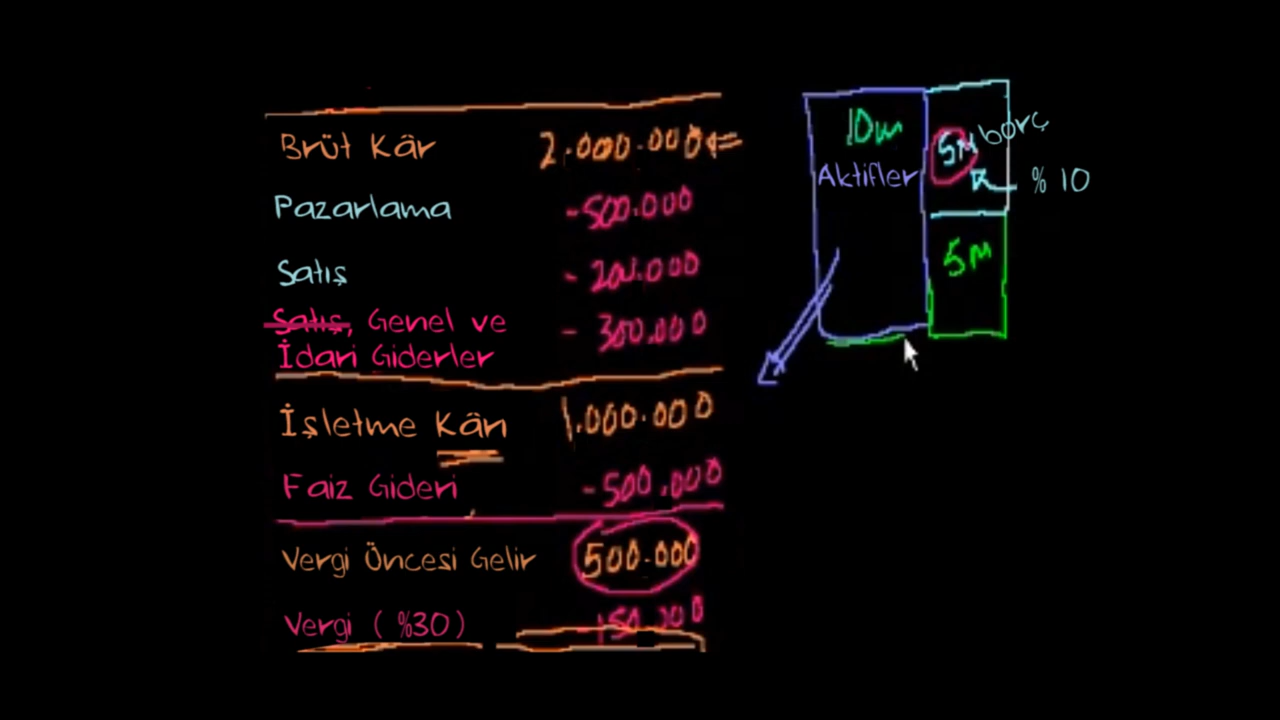 Brüt Kâr 2.000.000
Pazarlama -500.000
Satış - 200.000
Satış, Genel ve
İdari Giderler - 300.000
İşletme Kârı 1.000.000
Faiz Gideri -500.000
Vergi Öncesi Gelir 500.000
Vergi (%30) 150.000
10M
Aktifler
5M borç
% 10
5M